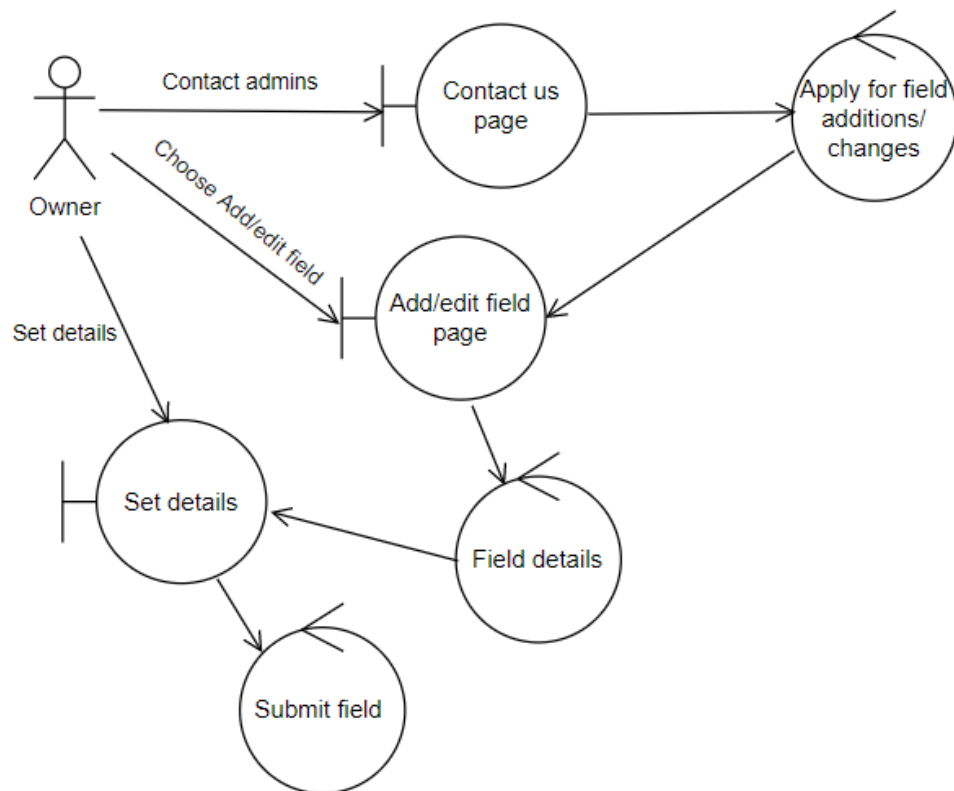 Contact admins
Contact us
page
Apply for field
additions/
changes
Choose Add/edit field
Owner
Add/edit field
page
Set details
Set details
Field details
Submit field